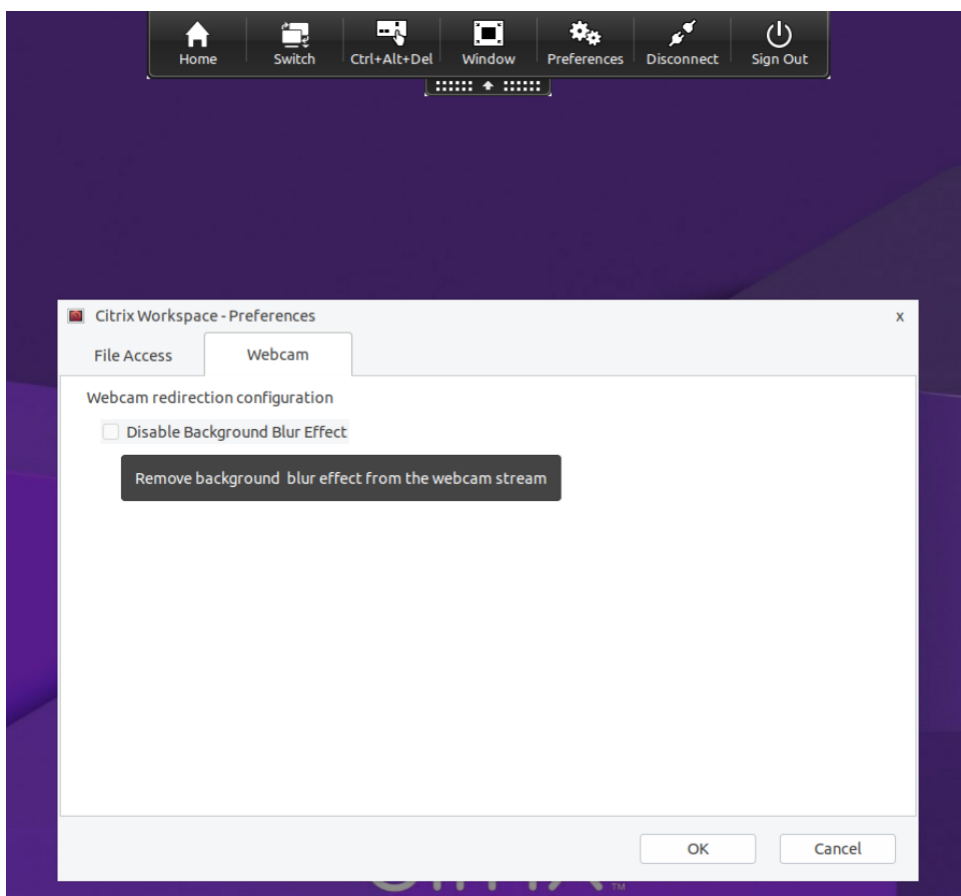 Home Switch Ctrl+Alt+Del Window Preferences Disconnect Sign Out
Citrix Workspace - Preferences x
File Access Webcam
Webcam redirection configuration
Disable Background Blur Effect
Remove background blur effect from the webcam stream
OK Cancel